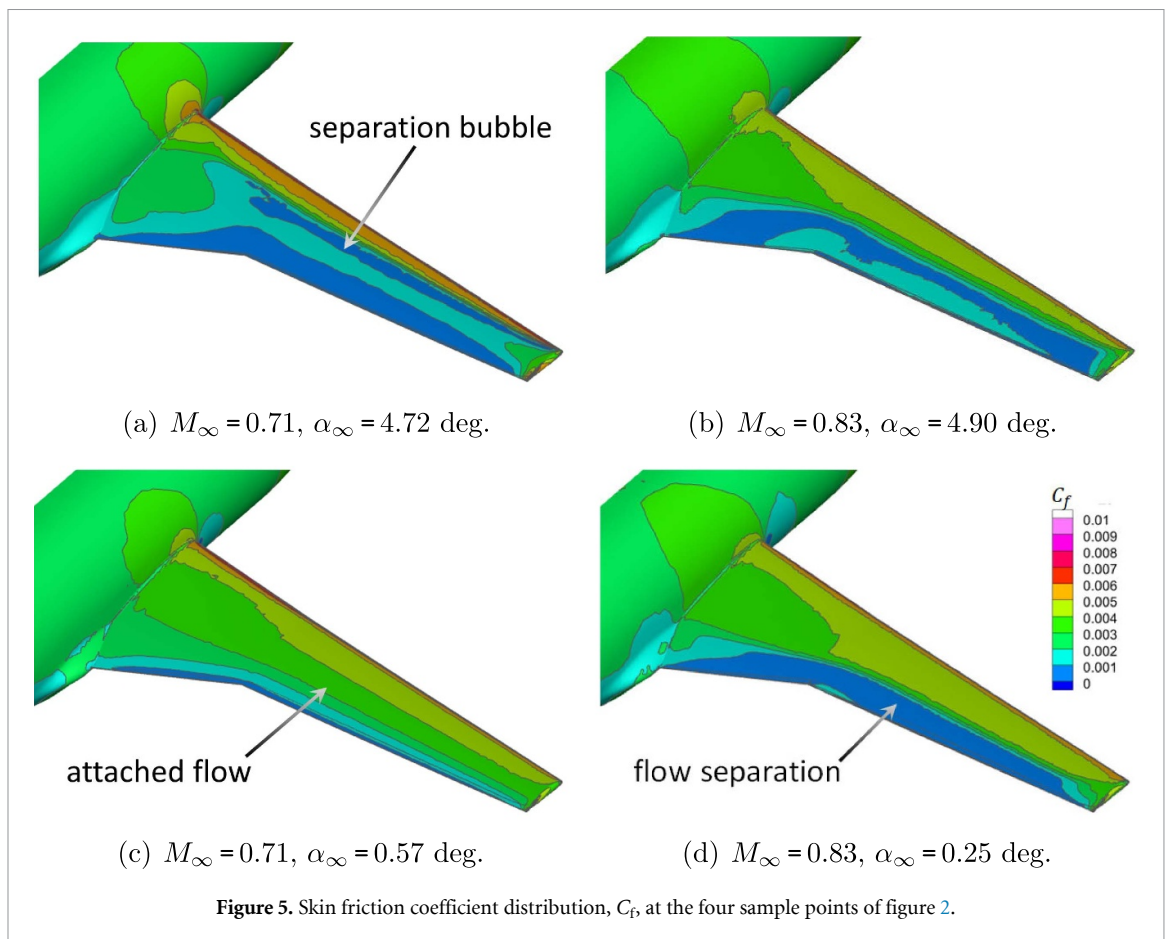 separation bubble
(a) M∞ = 0.71, α∞ = 4.72 deg.
(b) M∞ = 0.83, α∞ = 4.90 deg.
attached flow
flow separation
Cf
0.01
0.009
0.008
0.007
0.006
0.005
0.004
0.003
0.002
0.001
0
(c) M∞ = 0.71, α∞ = 0.57 deg.
(d) M∞ = 0.83, α∞ = 0.25 deg.
Figure 5. Skin friction coefficient distribution, Cf, at the four sample points of figure 2.